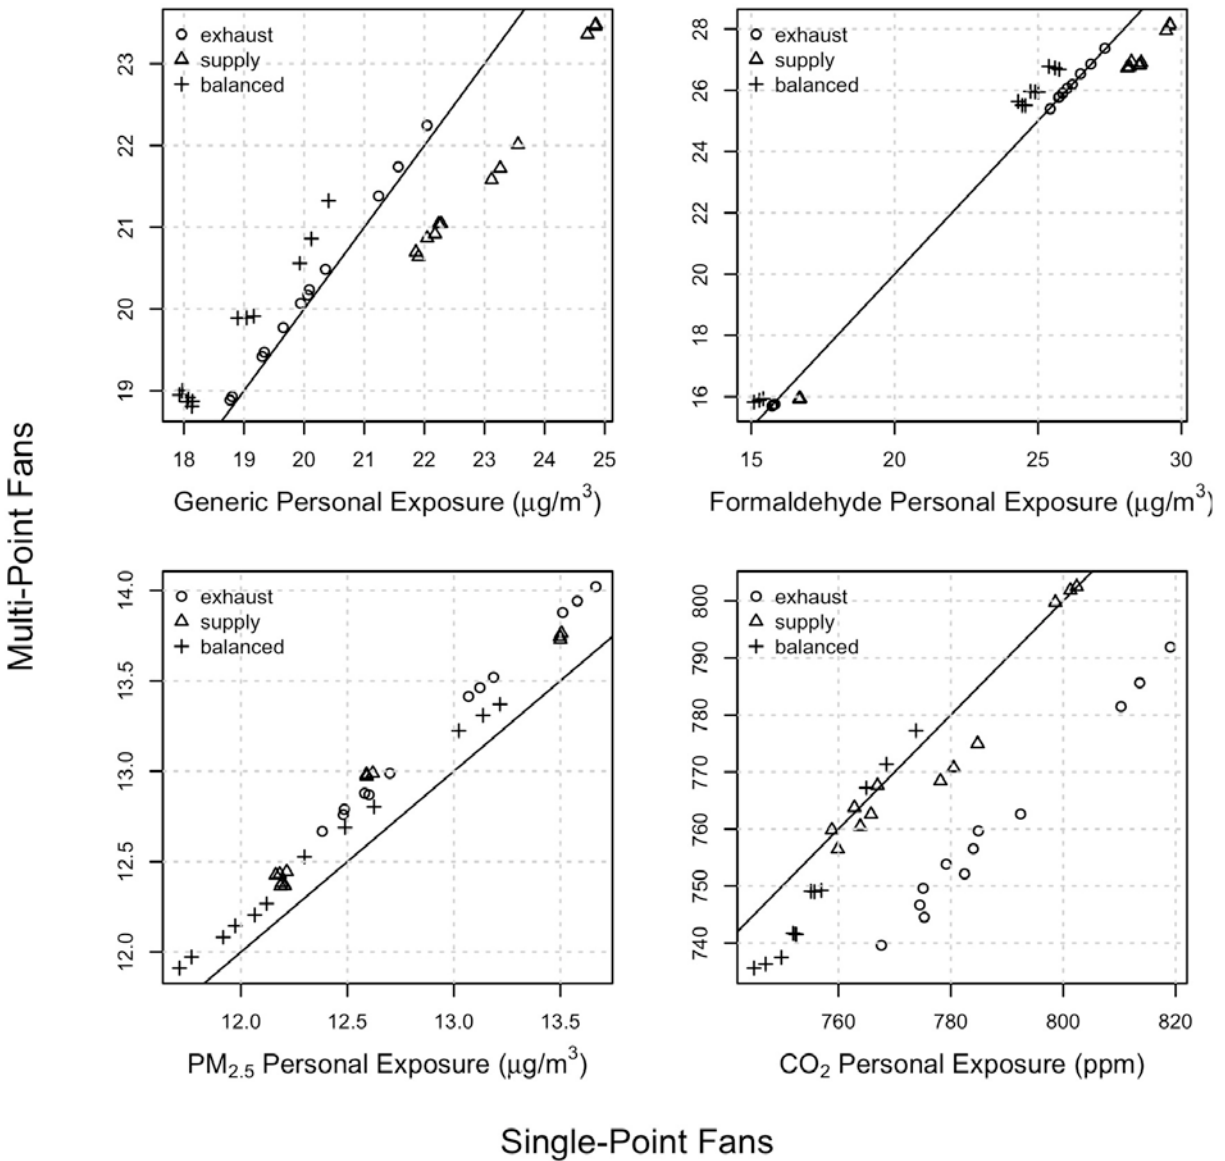 Multi-Point Fans
exhaust
supply
balanced
19 20 21 22 23
18 19 20 21 22 23 24 25
Generic Personal Exposure (μg/m³)
exhaust
supply
balanced
16 18 20 22 24 26 28
15 20 25 30
Formaldehyde Personal Exposure (μg/m³)
exhaust
supply
balanced
12.0 12.5 13.0 13.5 14.0
12.0 12.5 13.0 13.5
PM₂.₅ Personal Exposure (μg/m³)
exhaust
supply
balanced
740 750 760 770 780 790 800
760 780 800 820
CO₂ Personal Exposure (ppm)
Single-Point Fans